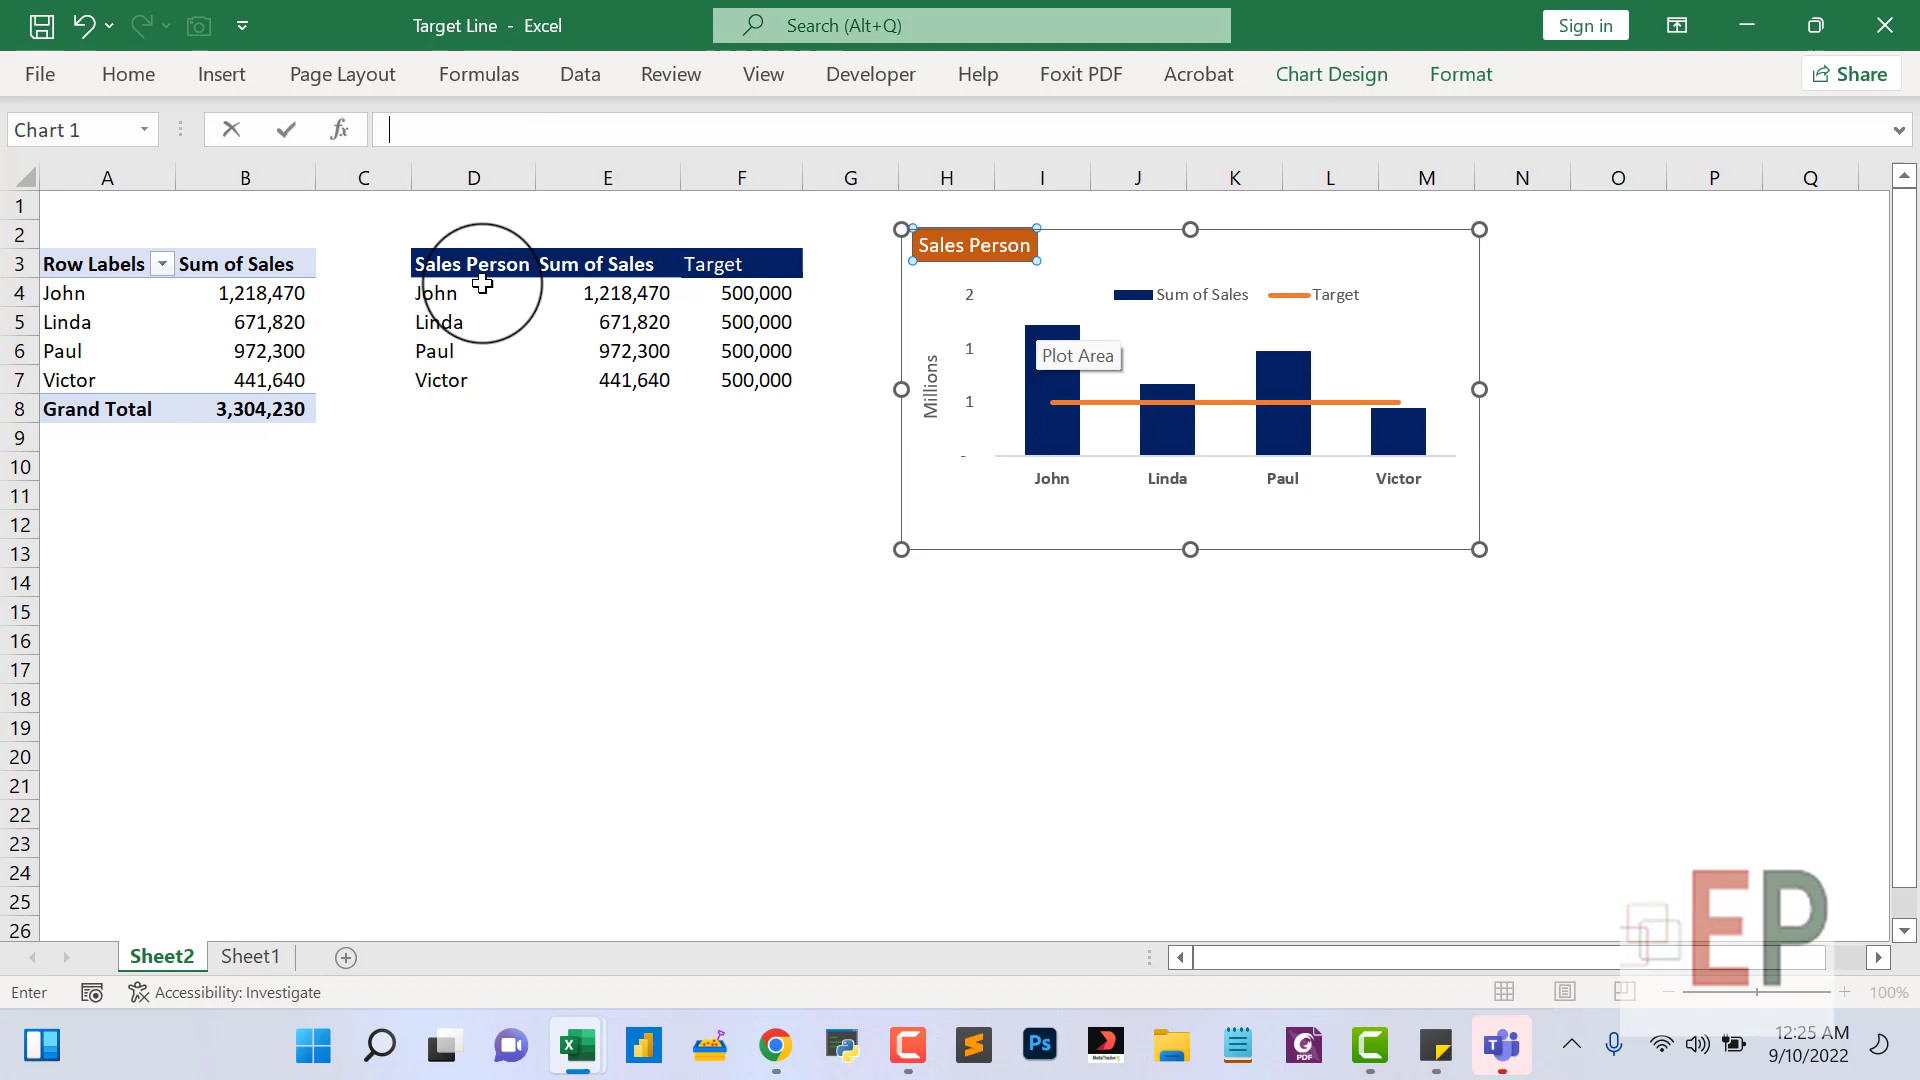 Target Line - Excel
Search (Alt+Q)
Sign in
File Home Insert Page Layout Formulas Data Review View Developer Help Foxit PDF Acrobat Chart Design Format Share
Chart 1 fx
A B C D E F G H I J K L M N O P Q
1
2
3 Row Labels Sum of Sales Sales Person Sum of Sales Target
4 John 1,218,470 John 1,218,470 500,000
5 Linda 671,820 Linda 671,820 500,000
6 Paul 972,300 Paul 972,300 500,000
7 Victor 441,640 Victor 441,640 500,000
8 Grand Total 3,304,230
9
10
11
12
13
14
15
16
17
18
19
20
21
22
23
24
25
26
Sales Person
Sum of Sales Target
2
1
1
-
Millions
Plot Area
John Linda Paul Victor
EP
Sheet2 Sheet1
Enter Accessibility: Investigate 100%
Ps
PDF
12:25 AM
9/10/2022